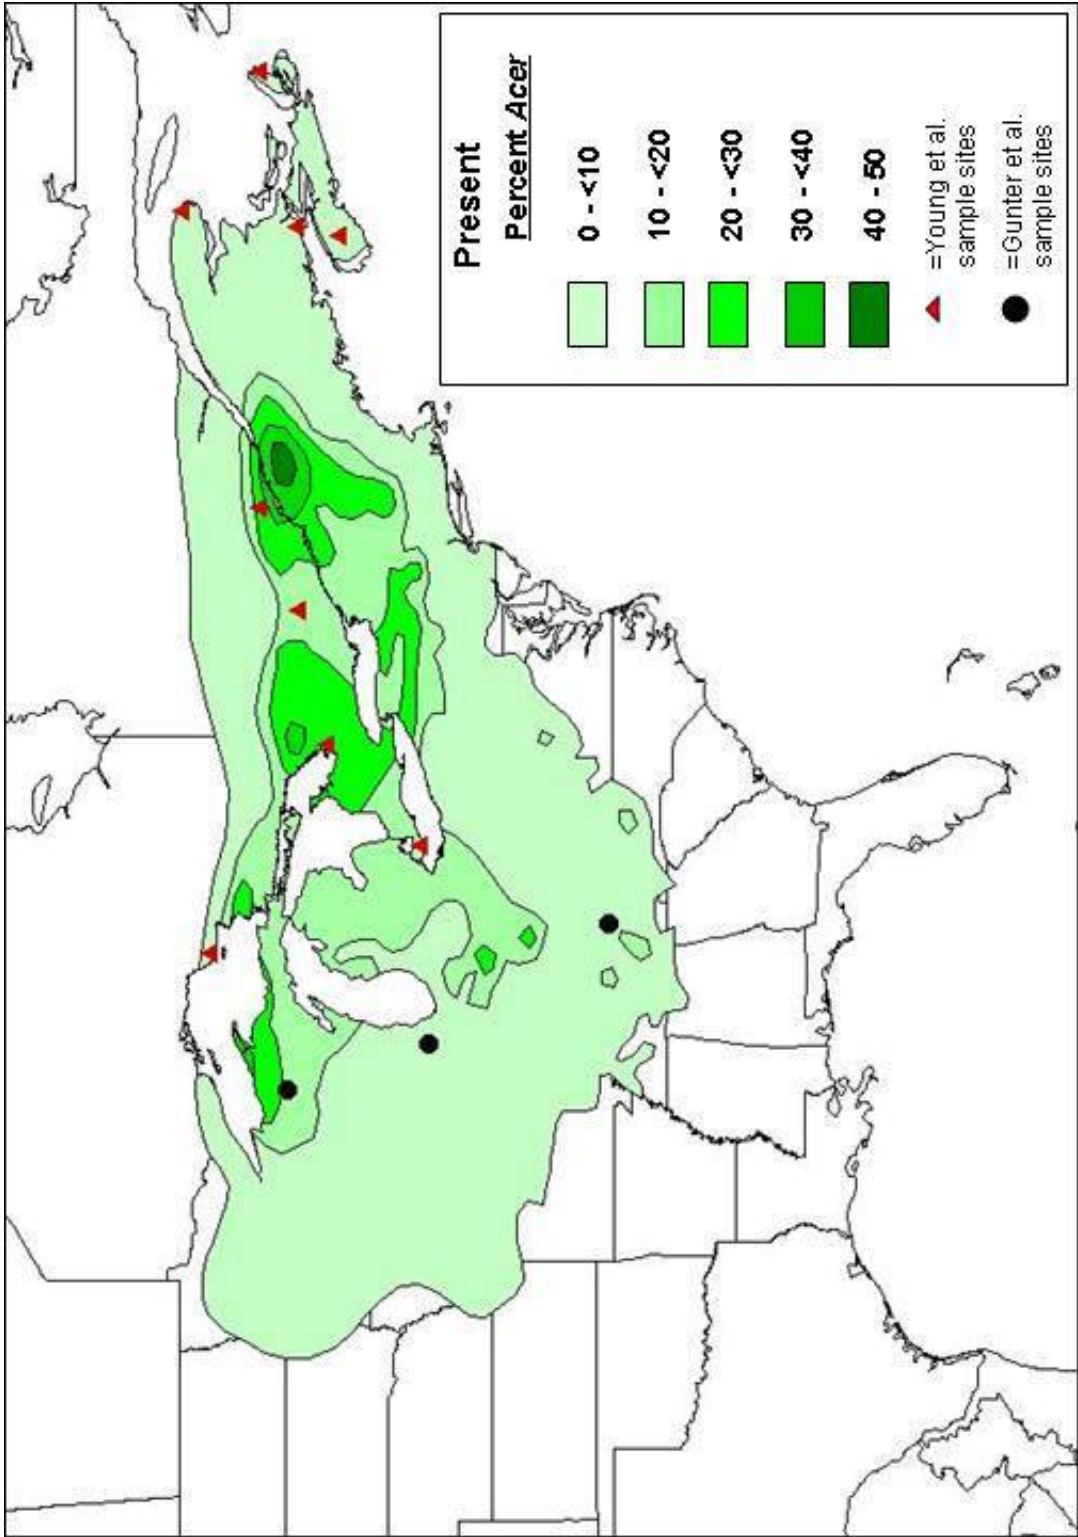 Present
Percent Acer
0 - <10
10 - <20
20 - <30
30 - <40
40 - 50
=Young et al.
sample sites
=Gunter et al.
sample sites